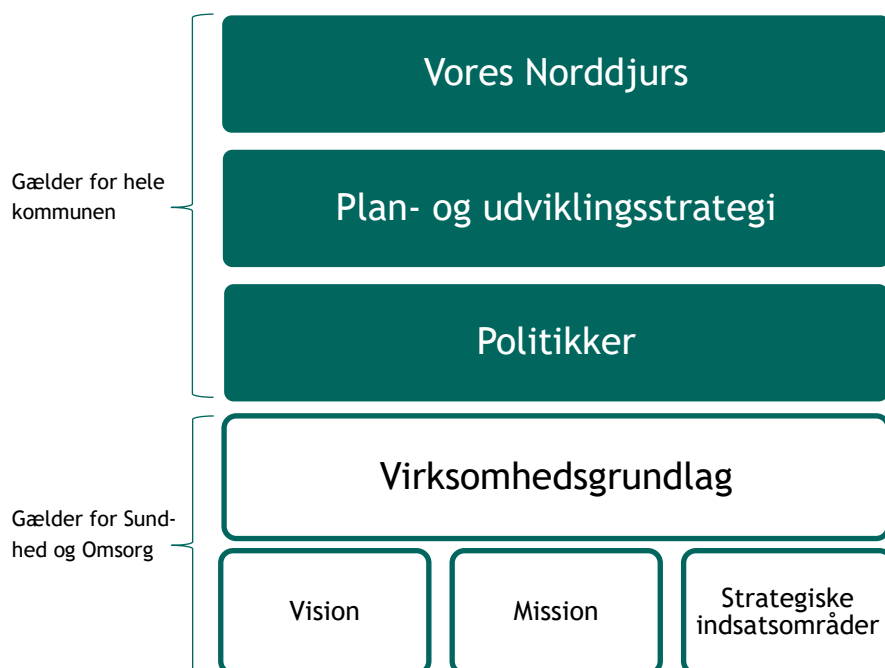 Vores Norddjurs
Gælder for hele
kommunen
Plan- og udviklingsstrategi
Politikker
Virksomhedsgrundlag
Gælder for Sund-
hed og Omsorg
Vision
Mission
Strategiske
indsatsområder